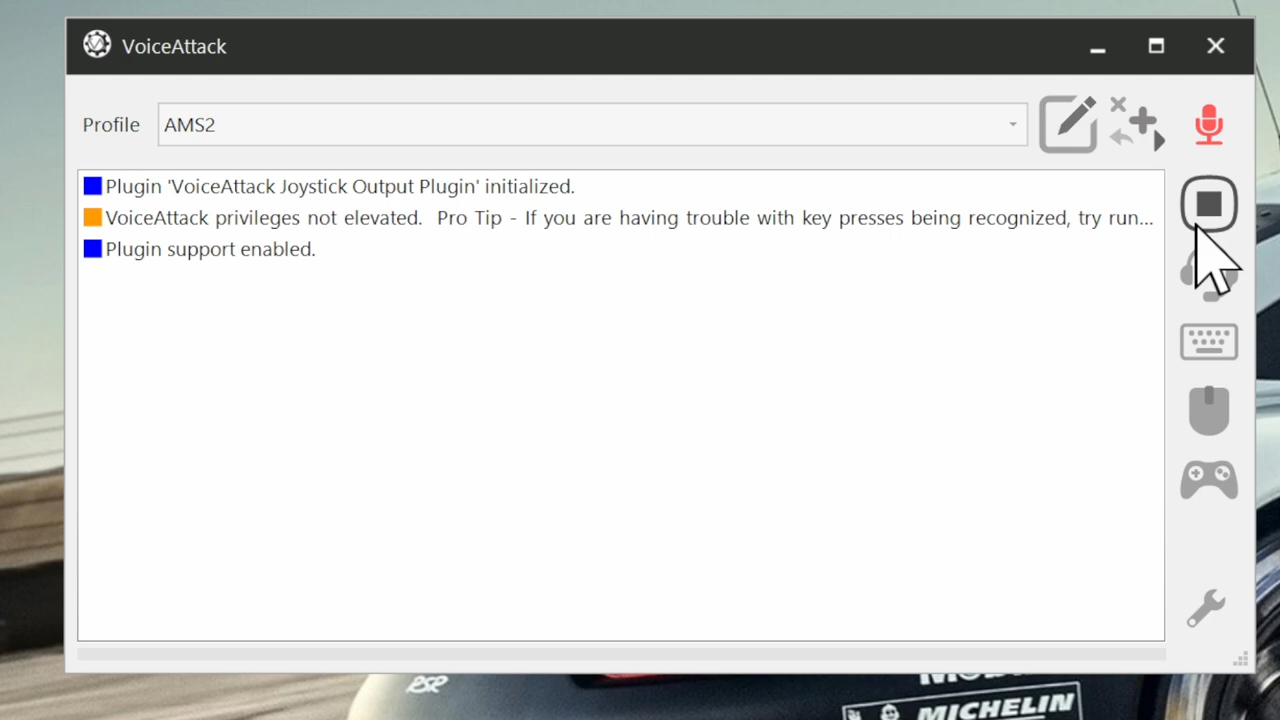 VoiceAttack
Profile AMS2
Plugin 'VoiceAttack Joystick Output Plugin' initialized.
VoiceAttack privileges not elevated.  Pro Tip - If you are having trouble with key presses being recognized, try run...
Plugin support enabled.
RSP
MICHELIN